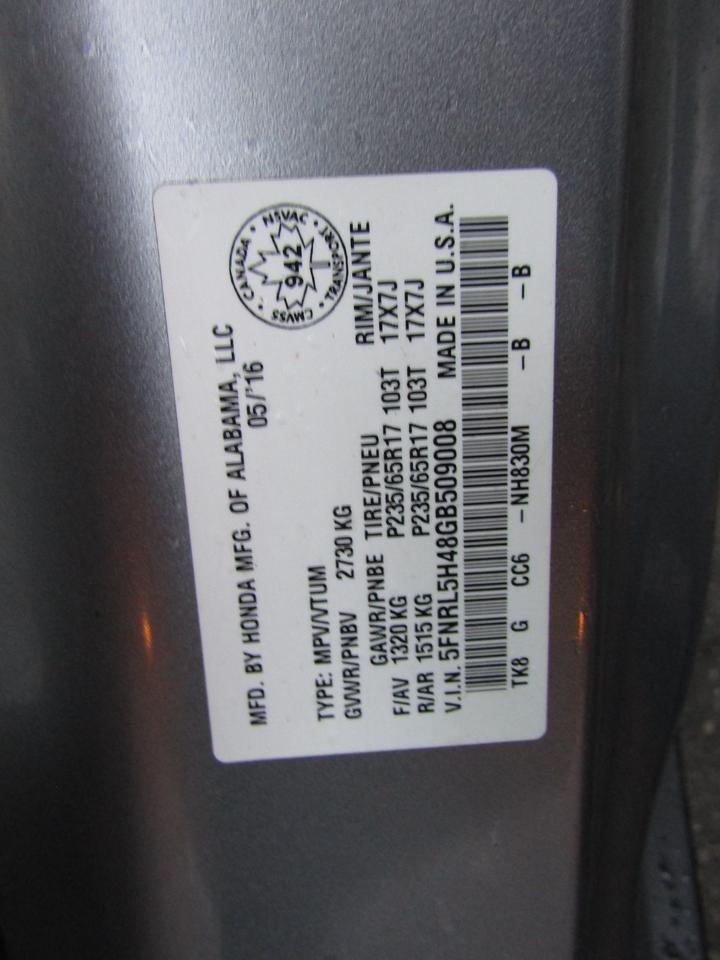 MFD. BY HONDA MFG. OF ALABAMA, LLC
05/'16
CANADA • NSVAC • TRANSPORT • CMVSS •
942
TYPE: MPV/VTUM
GVWR/PNBV 2730 KG
GAWR/PNBE TIRE/PNEU RIM/JANTE
F/AV 1320 KG P235/65R17 103T 17X7J
R/AR 1515 KG P235/65R17 103T 17X7J
V.I.N. 5FNRL5H48GB509008 MADE IN U.S.A.
TK8 G CC6 – NH830M – B – B